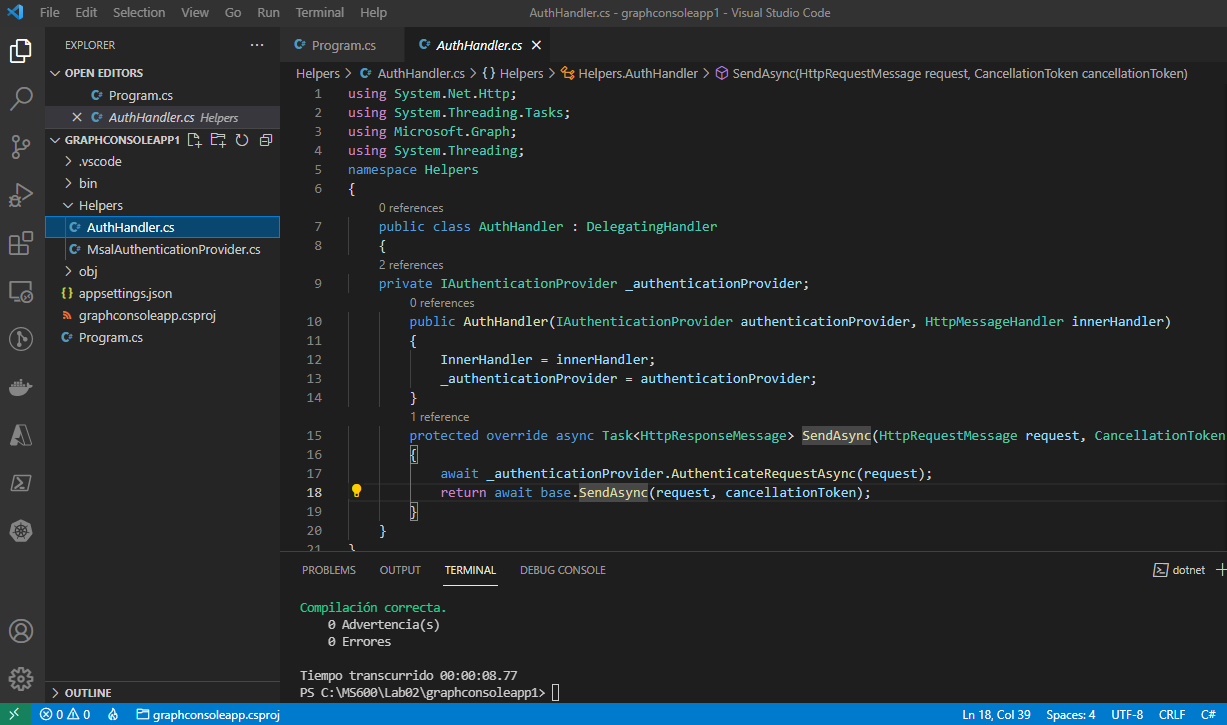 File Edit Selection View Go Run Terminal Help AuthHandler.cs - graphconsoleapp1 - Visual Studio Code
EXPLORER
OPEN EDITORS
Program.cs
AuthHandler.cs Helpers
GRAPHCONSOLEAPP1
.vscode
bin
Helpers
AuthHandler.cs
MsalAuthenticationProvider.cs
obj
appsettings.json
graphconsoleapp.csproj
Program.cs
OUTLINE
Program.cs AuthHandler.cs
Helpers > AuthHandler.cs > {} Helpers > Helpers.AuthHandler > SendAsync(HttpRequestMessage request, CancellationToken cancellationToken)
1 using System.Net.Http;
2 using System.Threading.Tasks;
3 using Microsoft.Graph;
4 using System.Threading;
5 namespace Helpers
6 {
0 references
7 public class AuthHandler : DelegatingHandler
8 {
2 references
9 private IAuthenticationProvider _authenticationProvider;
0 references
10 public AuthHandler(IAuthenticationProvider authenticationProvider, HttpMessageHandler innerHandler)
11 {
12 InnerHandler = innerHandler;
13 _authenticationProvider = authenticationProvider;
14 }
1 reference
15 protected override async Task<HttpResponseMessage> SendAsync(HttpRequestMessage request, CancellationToken
16 {
17 await _authenticationProvider.AuthenticateRequestAsync(request);
18 return await base.SendAsync(request, cancellationToken);
19 }
20 }
21 }
PROBLEMS OUTPUT TERMINAL DEBUG CONSOLE dotnet
Compilación correcta.
0 Advertencia(s)
0 Errores
Tiempo transcurrido 00:00:08.77
PS C:\MS600\Lab02\graphconsoleapp1>
0 0 graphconsoleapp.csproj Ln 18, Col 39 Spaces: 4 UTF-8 CRLF C#